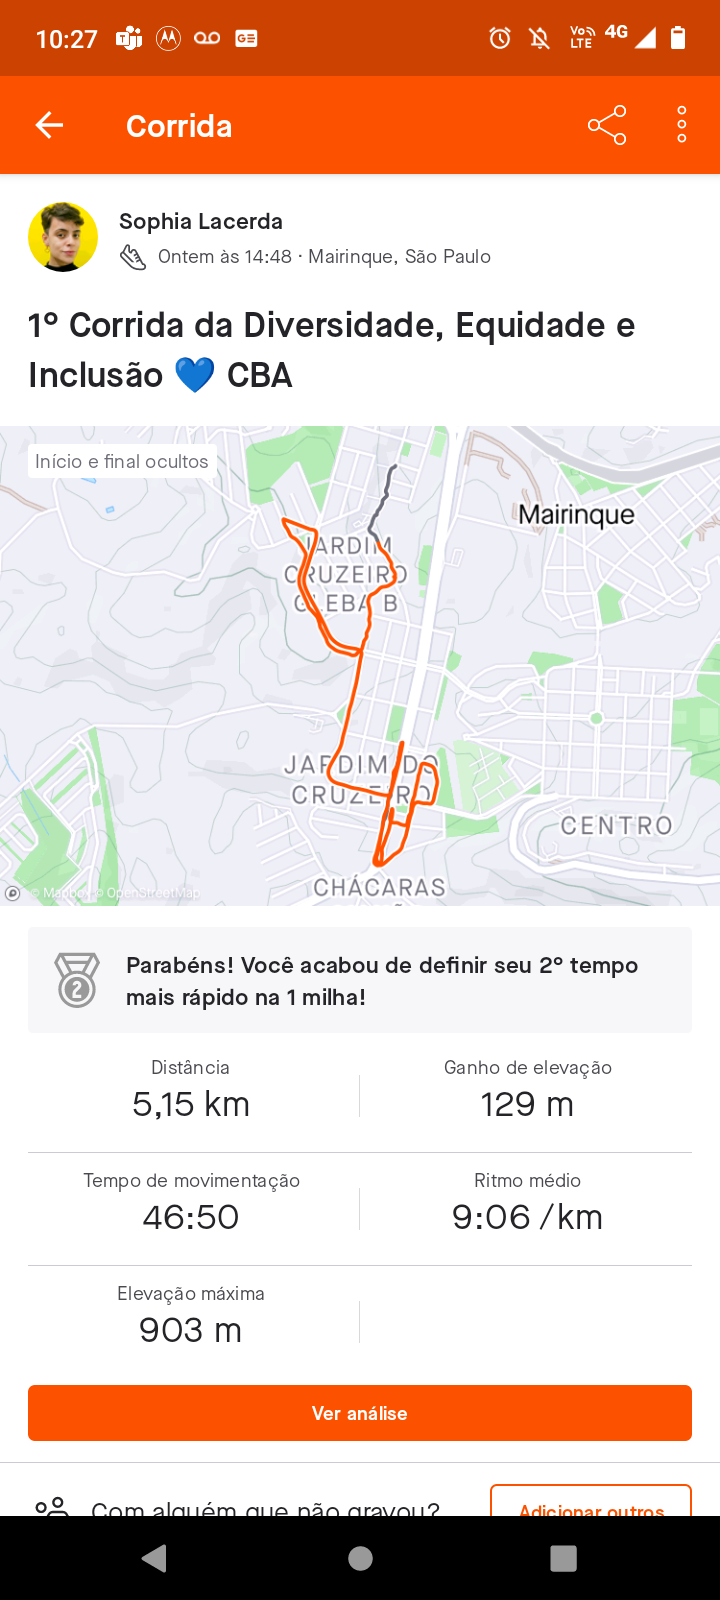 10:27
Vo LTE 4G
Corrida
Sophia Lacerda
Ontem às 14:48 · Mairinque, São Paulo
1º Corrida da Diversidade, Equidade e
Inclusão 💙 CBA
Início e final ocultos
Mairinque
JARDIM
CRUZEIRO
GLEBA B
JARDIM DO
CRUZEIRO
CENTRO
CHÁCARAS
© Mapbox © OpenStreetMap
2
Parabéns! Você acabou de definir seu 2º tempo
mais rápido na 1 milha!
Distância
5,15 km
Ganho de elevação
129 m
Tempo de movimentação
46:50
Ritmo médio
9:06 /km
Elevação máxima
903 m
Ver análise
Com alguém que não gravou?
Adicionar outros